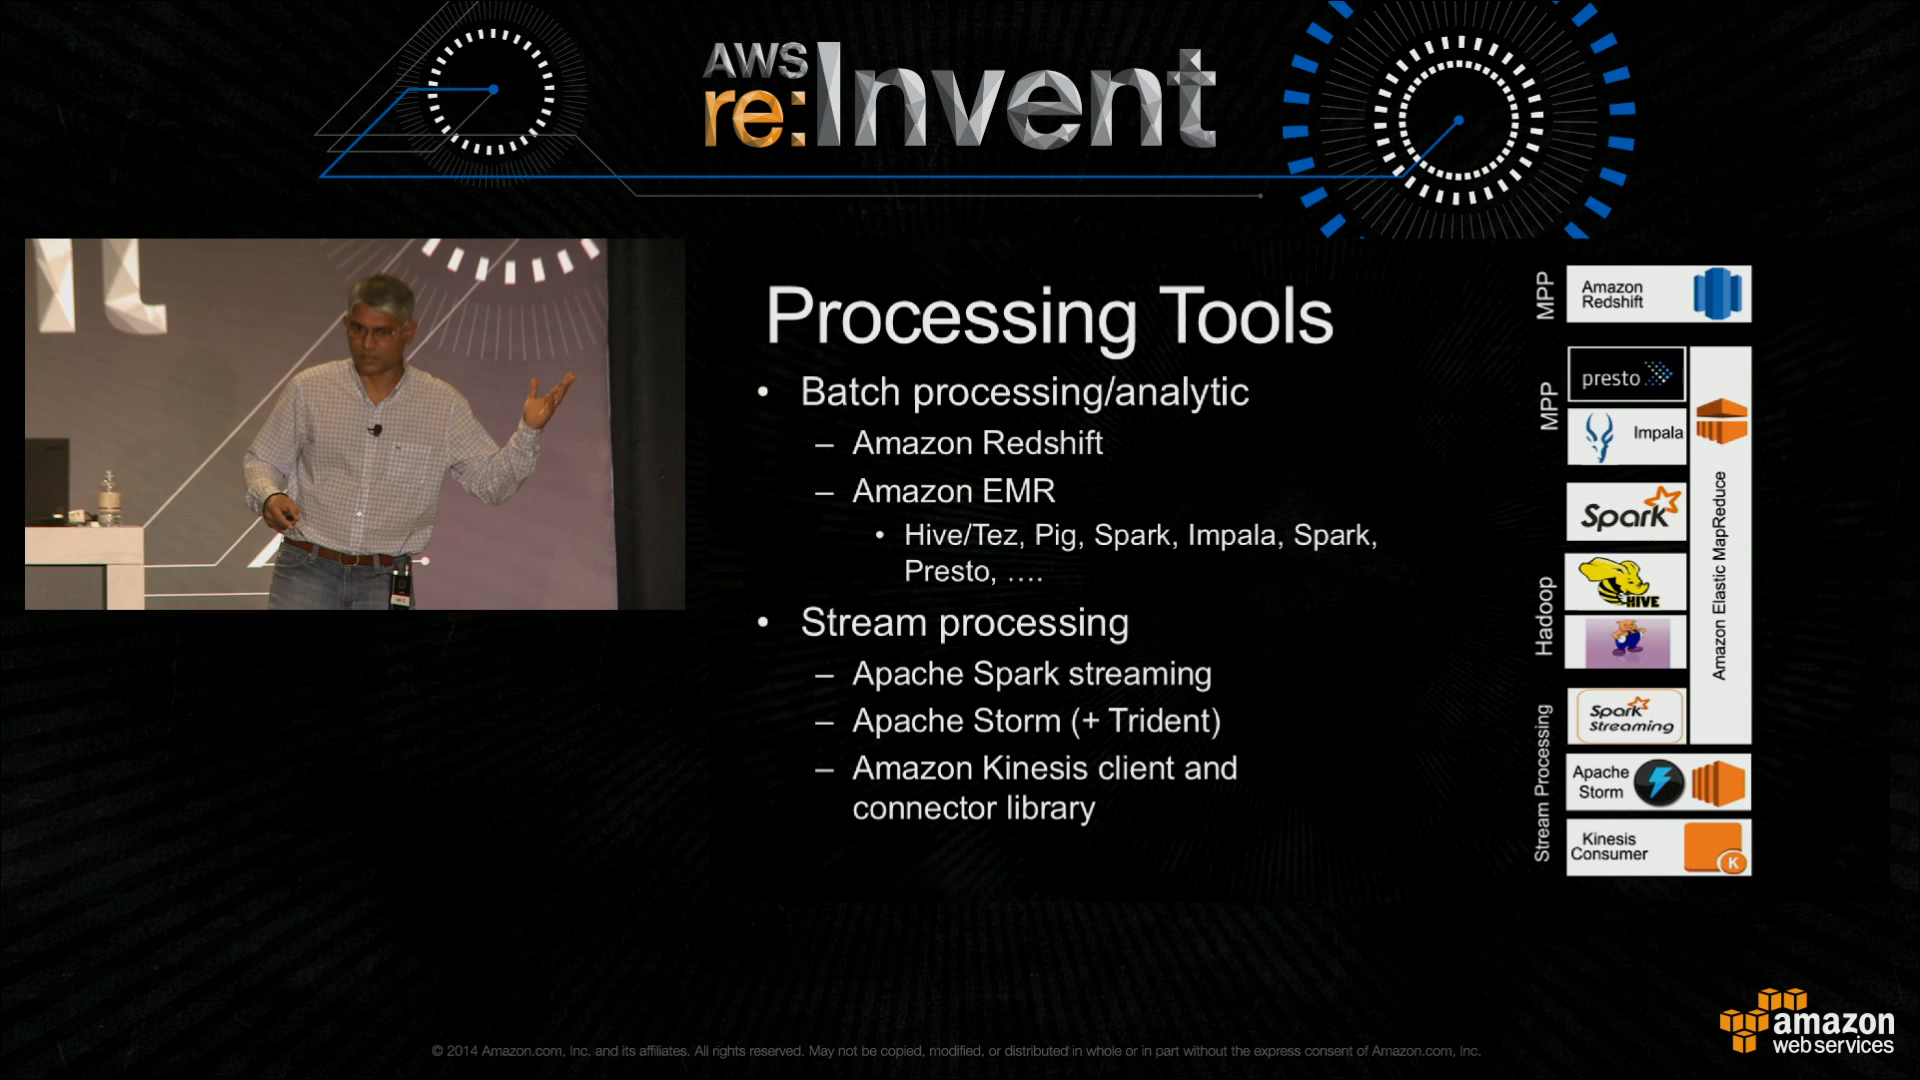 AWS
re:Invent
Processing Tools
• Batch processing/analytic
– Amazon Redshift
– Amazon EMR
• Hive/Tez, Pig, Spark, Impala, Spark,
Presto, ....
• Stream processing
– Apache Spark streaming
– Apache Storm (+ Trident)
– Amazon Kinesis client and
connector library
MPP
Amazon
Redshift
MPP
presto
Impala
Spark
Hadoop
HIVE
Amazon Elastic MapReduce
Stream Processing
Spark
Streaming
Apache
Storm
Kinesis
Consumer
K
© 2014 Amazon.com, Inc. and its affiliates. All rights reserved. May not be copied, modified, or distributed in whole or in part without the express consent of Amazon.com, Inc.
amazon
web services